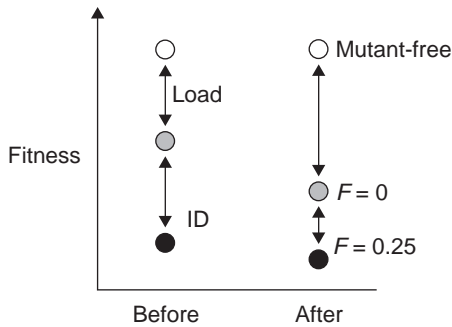 Mutant-free
Load
Fitness
F = 0
ID
F = 0.25
Before
After